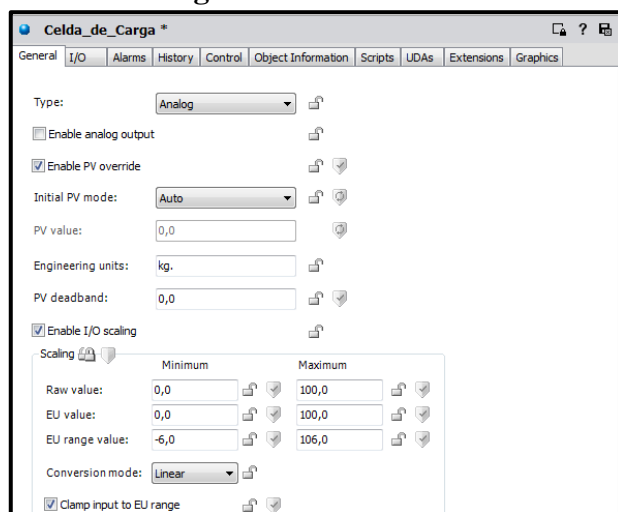 Celda_de_Carga * ?
General I/O Alarms History Control Object Information Scripts UDAs Extensions Graphics
Type: Analog
Enable analog output
Enable PV override
Initial PV mode: Auto
PV value: 0,0
Engineering units: kg.
PV deadband: 0,0
Enable I/O scaling
Scaling
Minimum Maximum
Raw value: 0,0 100,0
EU value: 0,0 100,0
EU range value: -6,0 106,0
Conversion mode: Linear
Clamp input to EU range